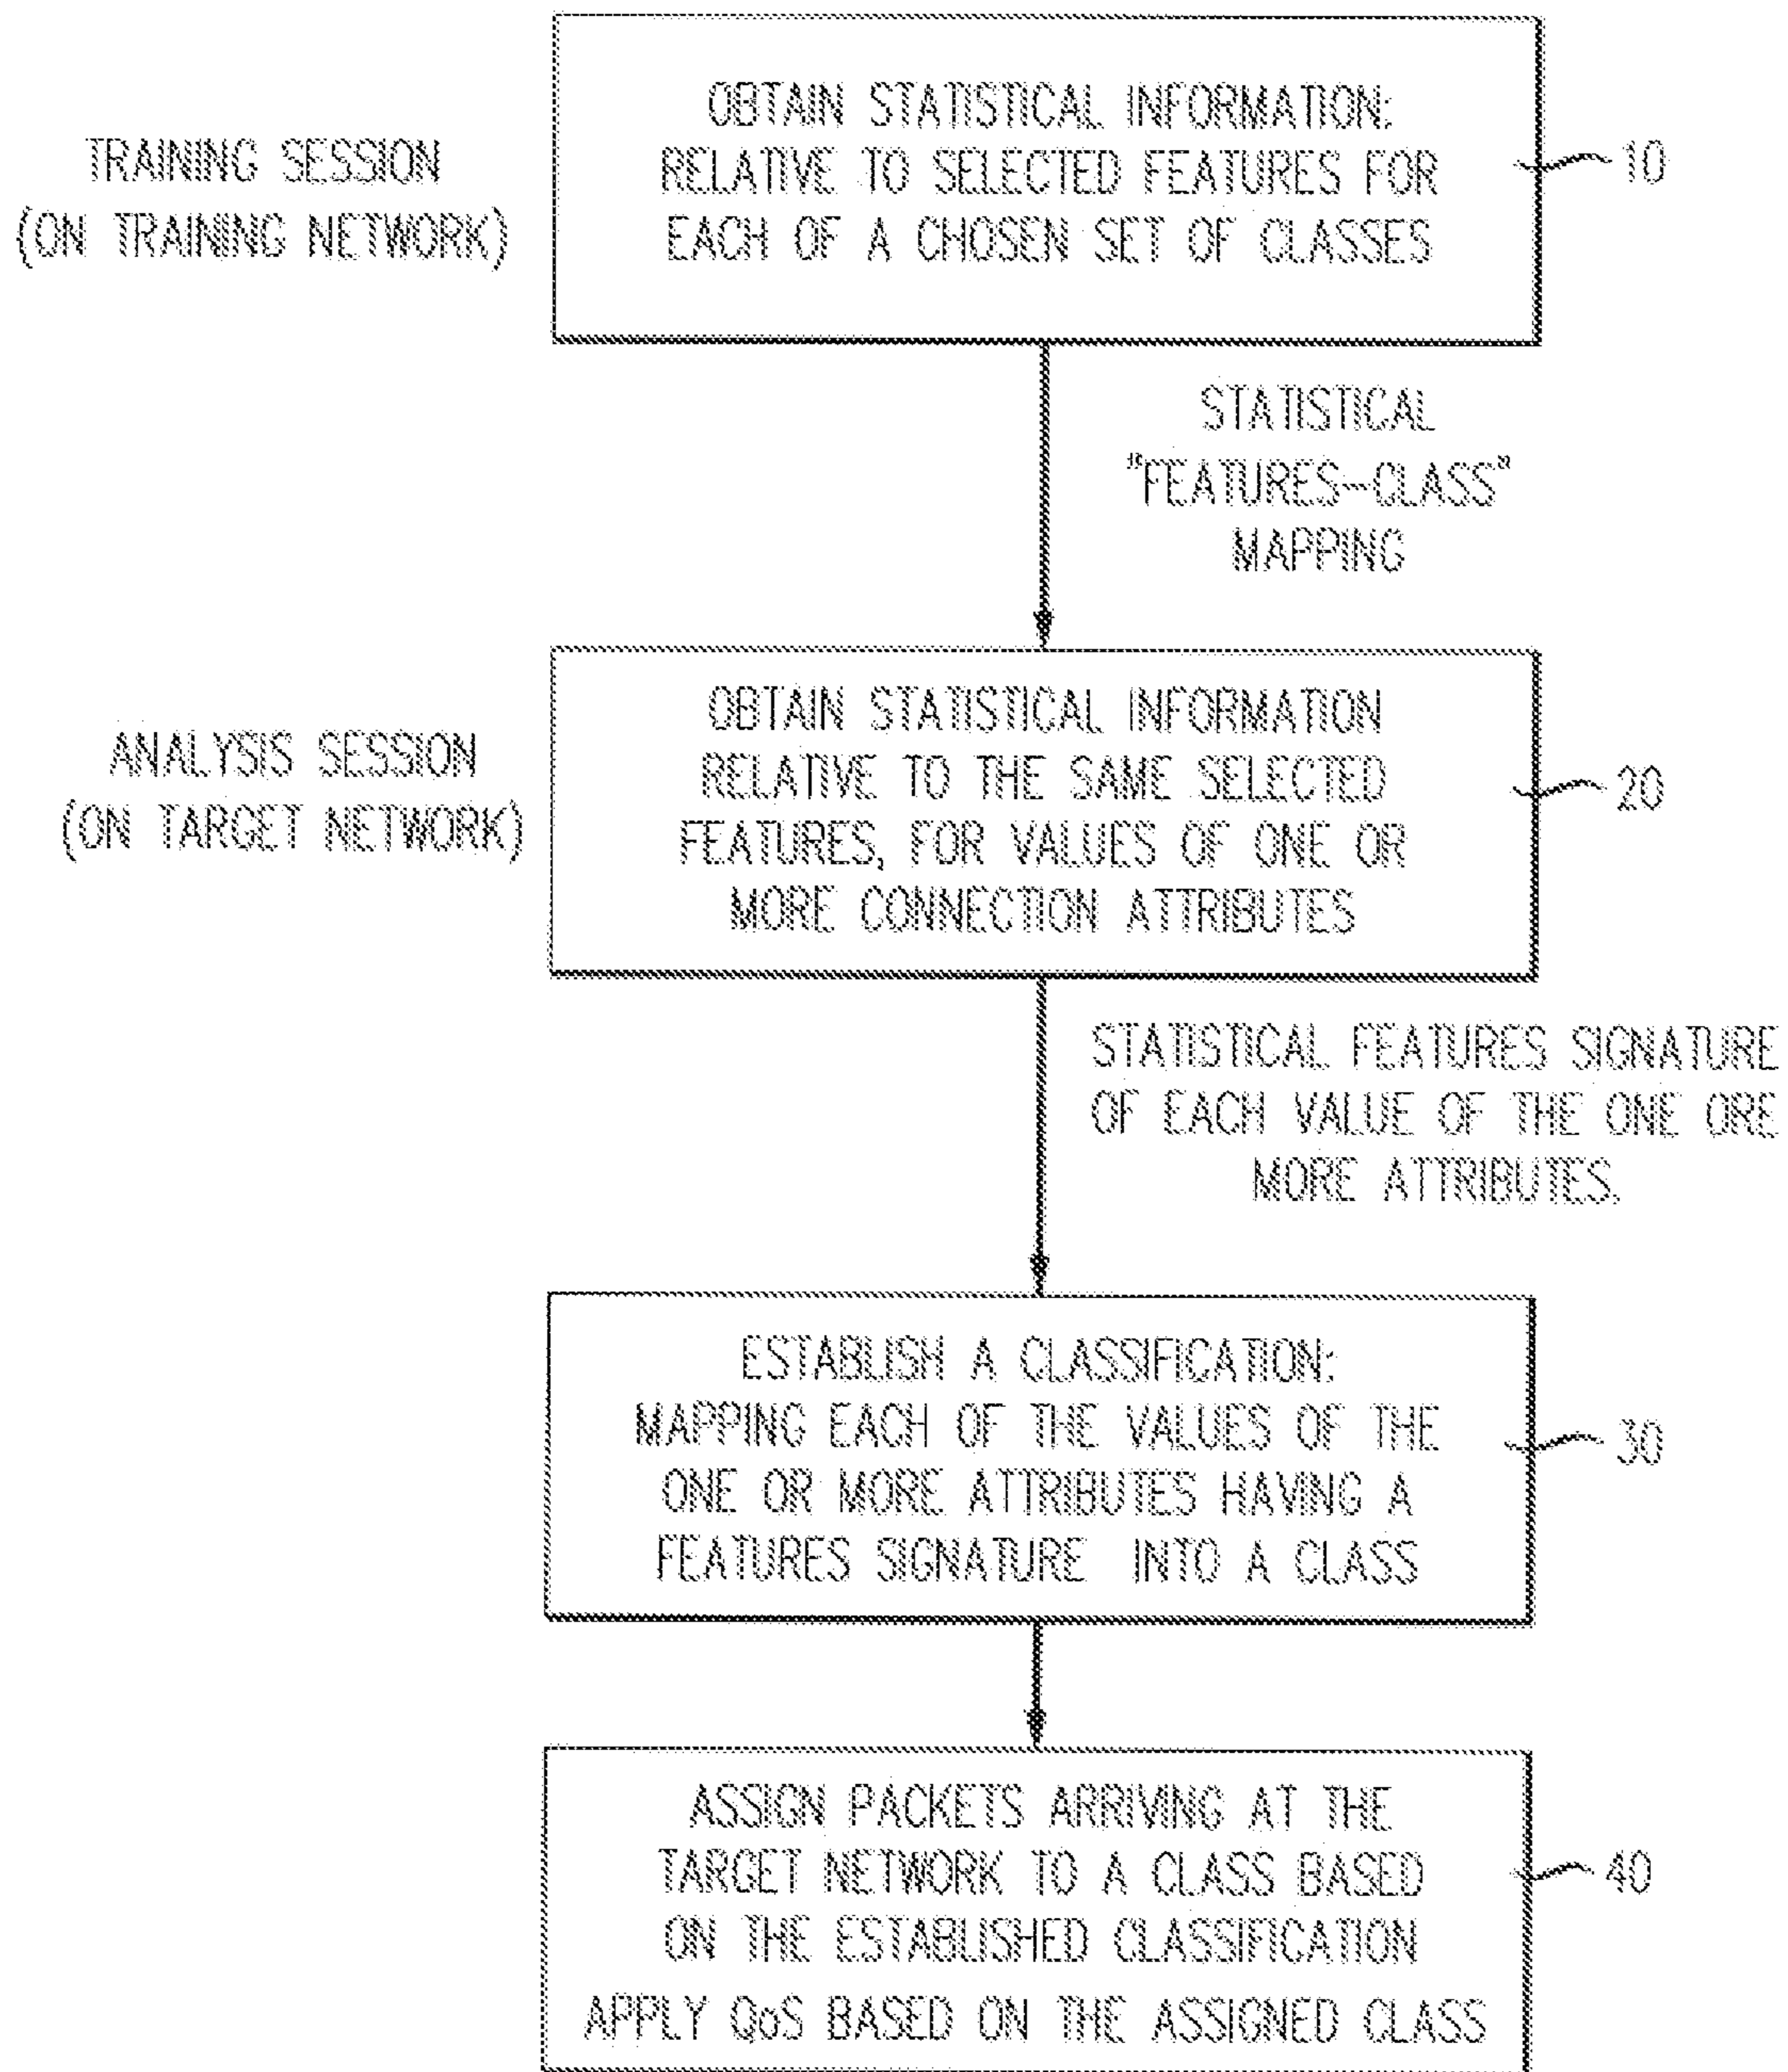 TRAINING SESSION
(ON TRAINING NETWORK)
OBTAIN STATISTICAL INFORMATION:
RELATIVE TO SELECTED FEATURES FOR
EACH OF A CHOSEN SET OF CLASSES
10
STATISTICAL
"FEATURES-CLASS"
MAPPING
ANALYSIS SESSION
(ON TARGET NETWORK)
OBTAIN STATISTICAL INFORMATION
RELATIVE TO THE SAME SELECTED
FEATURES, FOR VALUES OF ONE OR
MORE CONNECTION ATTRIBUTES
20
STATISTICAL FEATURES SIGNATURE
OF EACH VALUE OF THE ONE ORE
MORE ATTRIBUTES.
ESTABLISH A CLASSIFICATION:
MAPPING EACH OF THE VALUES OF THE
ONE OR MORE ATTRIBUTES HAVING A
FEATURES SIGNATURE INTO A CLASS
30
ASSIGN PACKETS ARRIVING AT THE
TARGET NETWORK TO A CLASS BASED
ON THE ESTABLISHED CLASSIFICATION
APPLY QoS BASED ON THE ASSIGNED CLASS
40